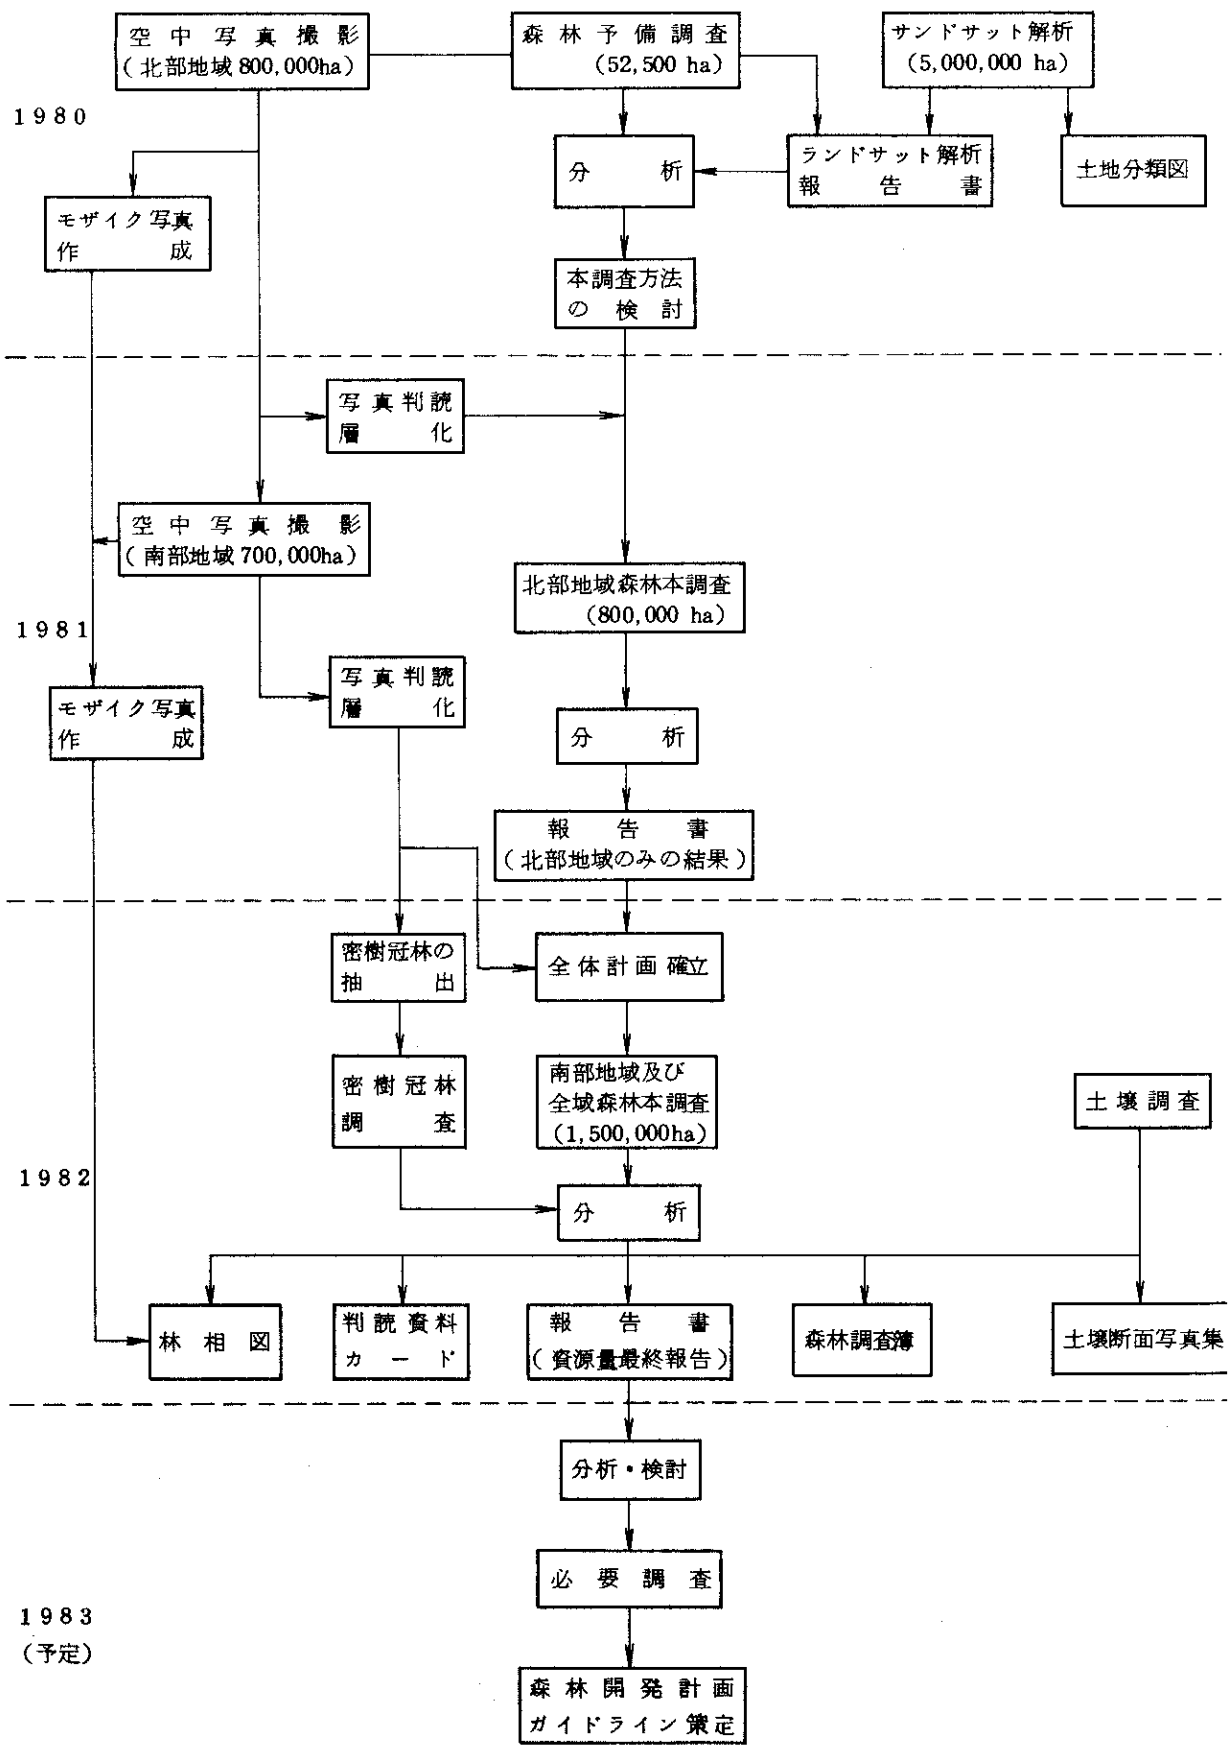 空中写真撮影
(北部地域 800,000ha)
森林予備調査
(52,500 ha)
サンドサット解析
(5,000,000 ha)
1980
分析
ランドサット解析
報告書
土地分類図
モザイク写真
作成
本調査方法
の検討
写真判読
層化
空中写真撮影
(南部地域 700,000ha)
北部地域森林本調査
(800,000 ha)
1981
写真判読
層化
モザイク写真
作成
分析
報告書
(北部地域のみの結果)
密樹冠林の
抽出
全体計画確立
密樹冠林
調査
南部地域及び
全域森林本調査
(1,500,000ha)
土壌調査
1982
分析
林相図
判読資料
カード
報告書
(資源量最終報告)
森林調査簿
土壌断面写真集
分析・検討
必要調査
1983
(予定)
森林開発計画
ガイドライン策定